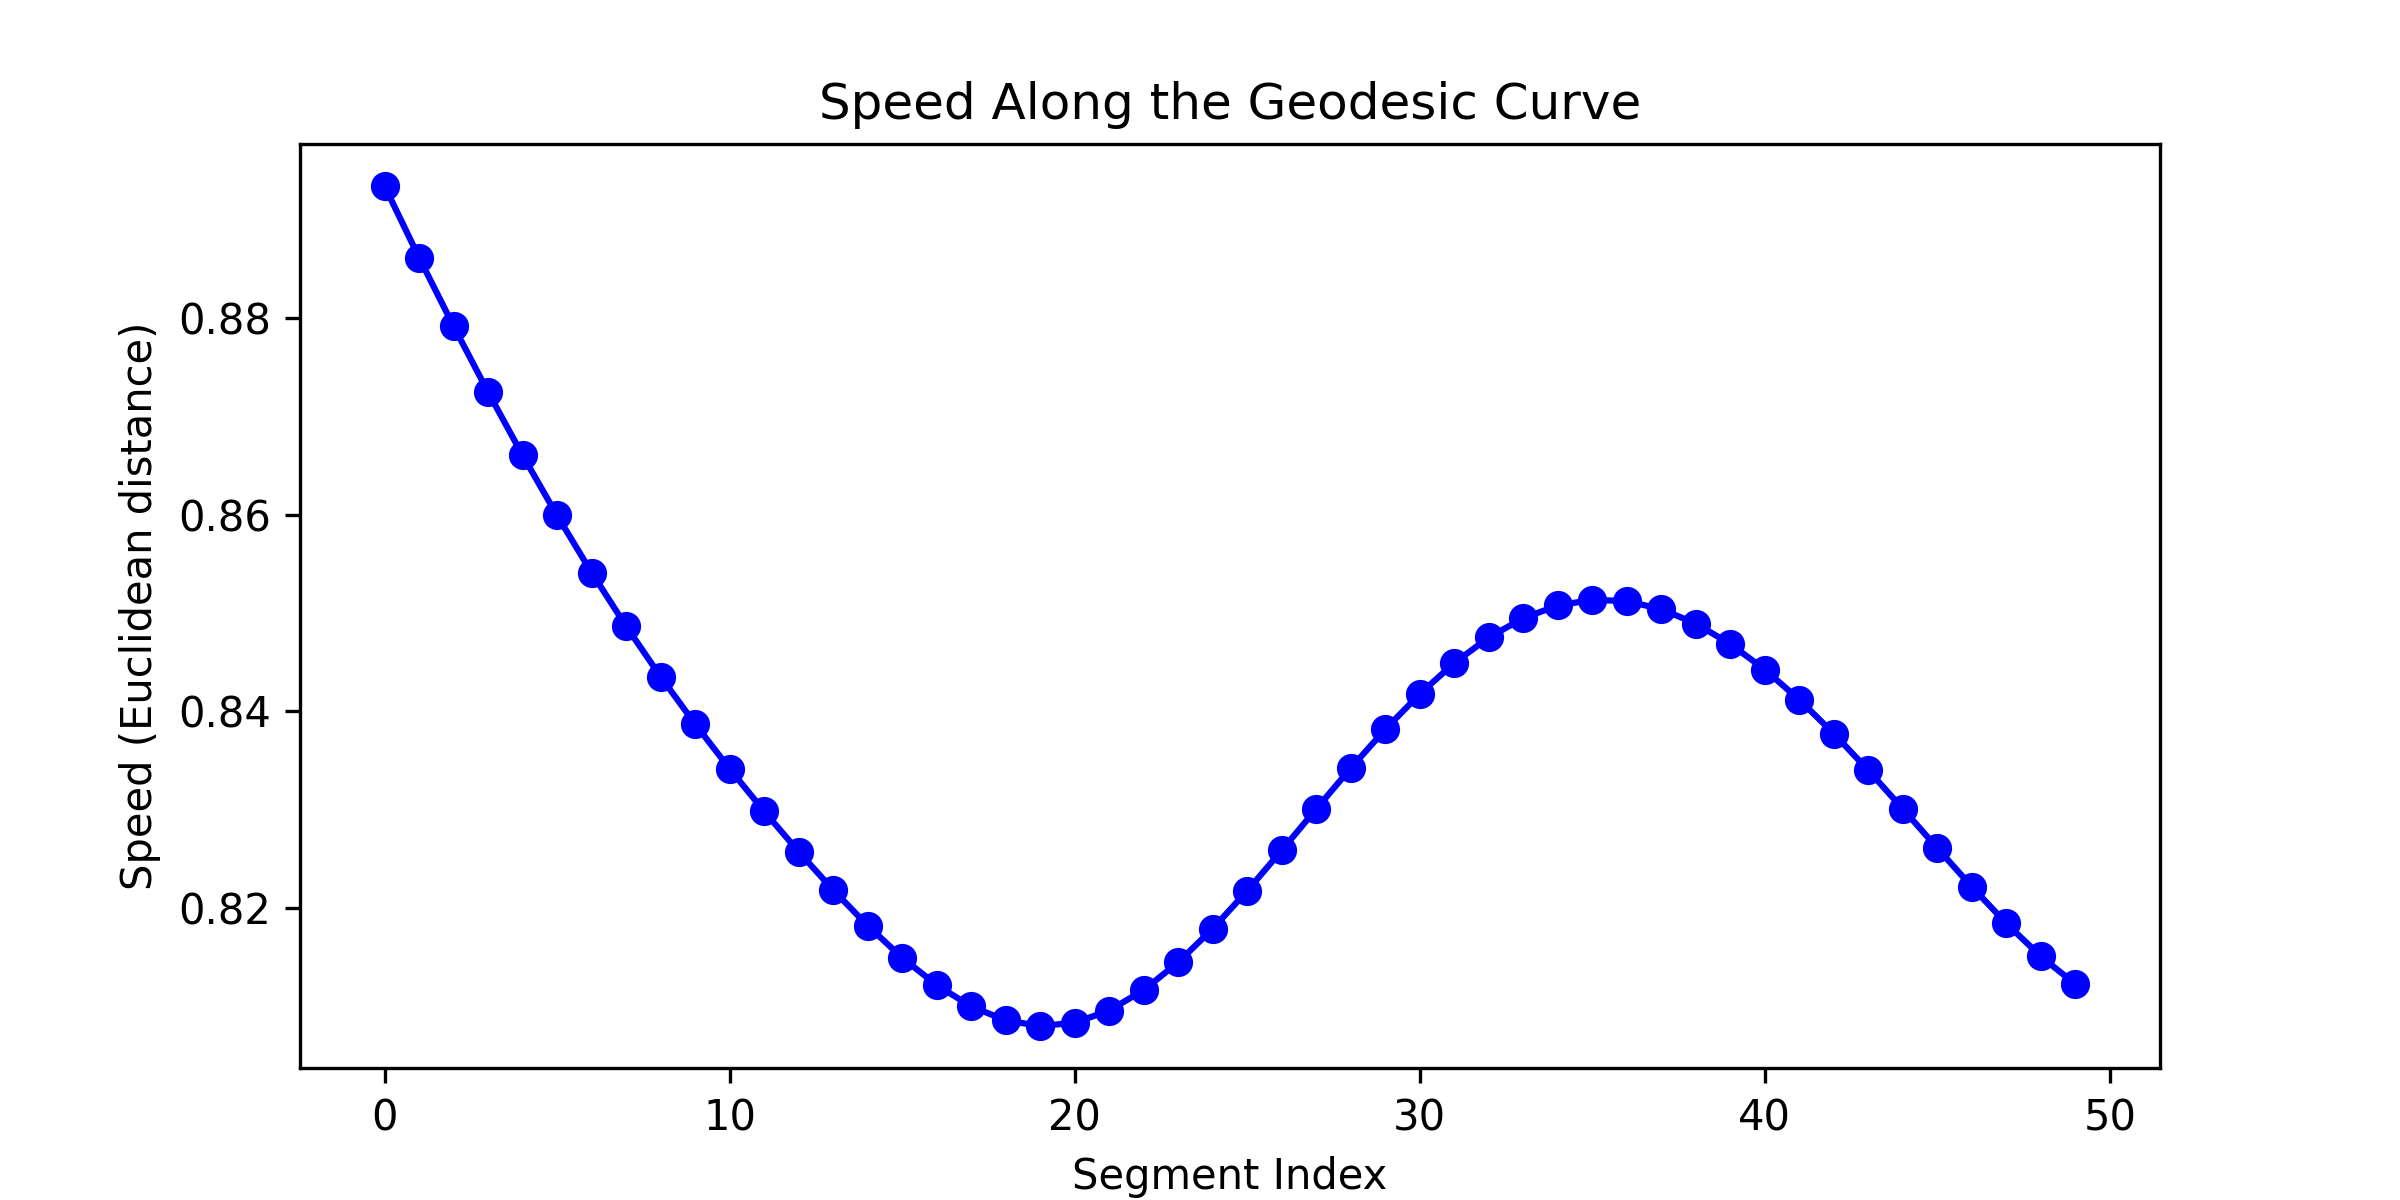 Speed Along the Geodesic Curve
Speed (Euclidean distance)
0.88
0.86
0.84
0.82
0 10 20 30 40 50
Segment Index